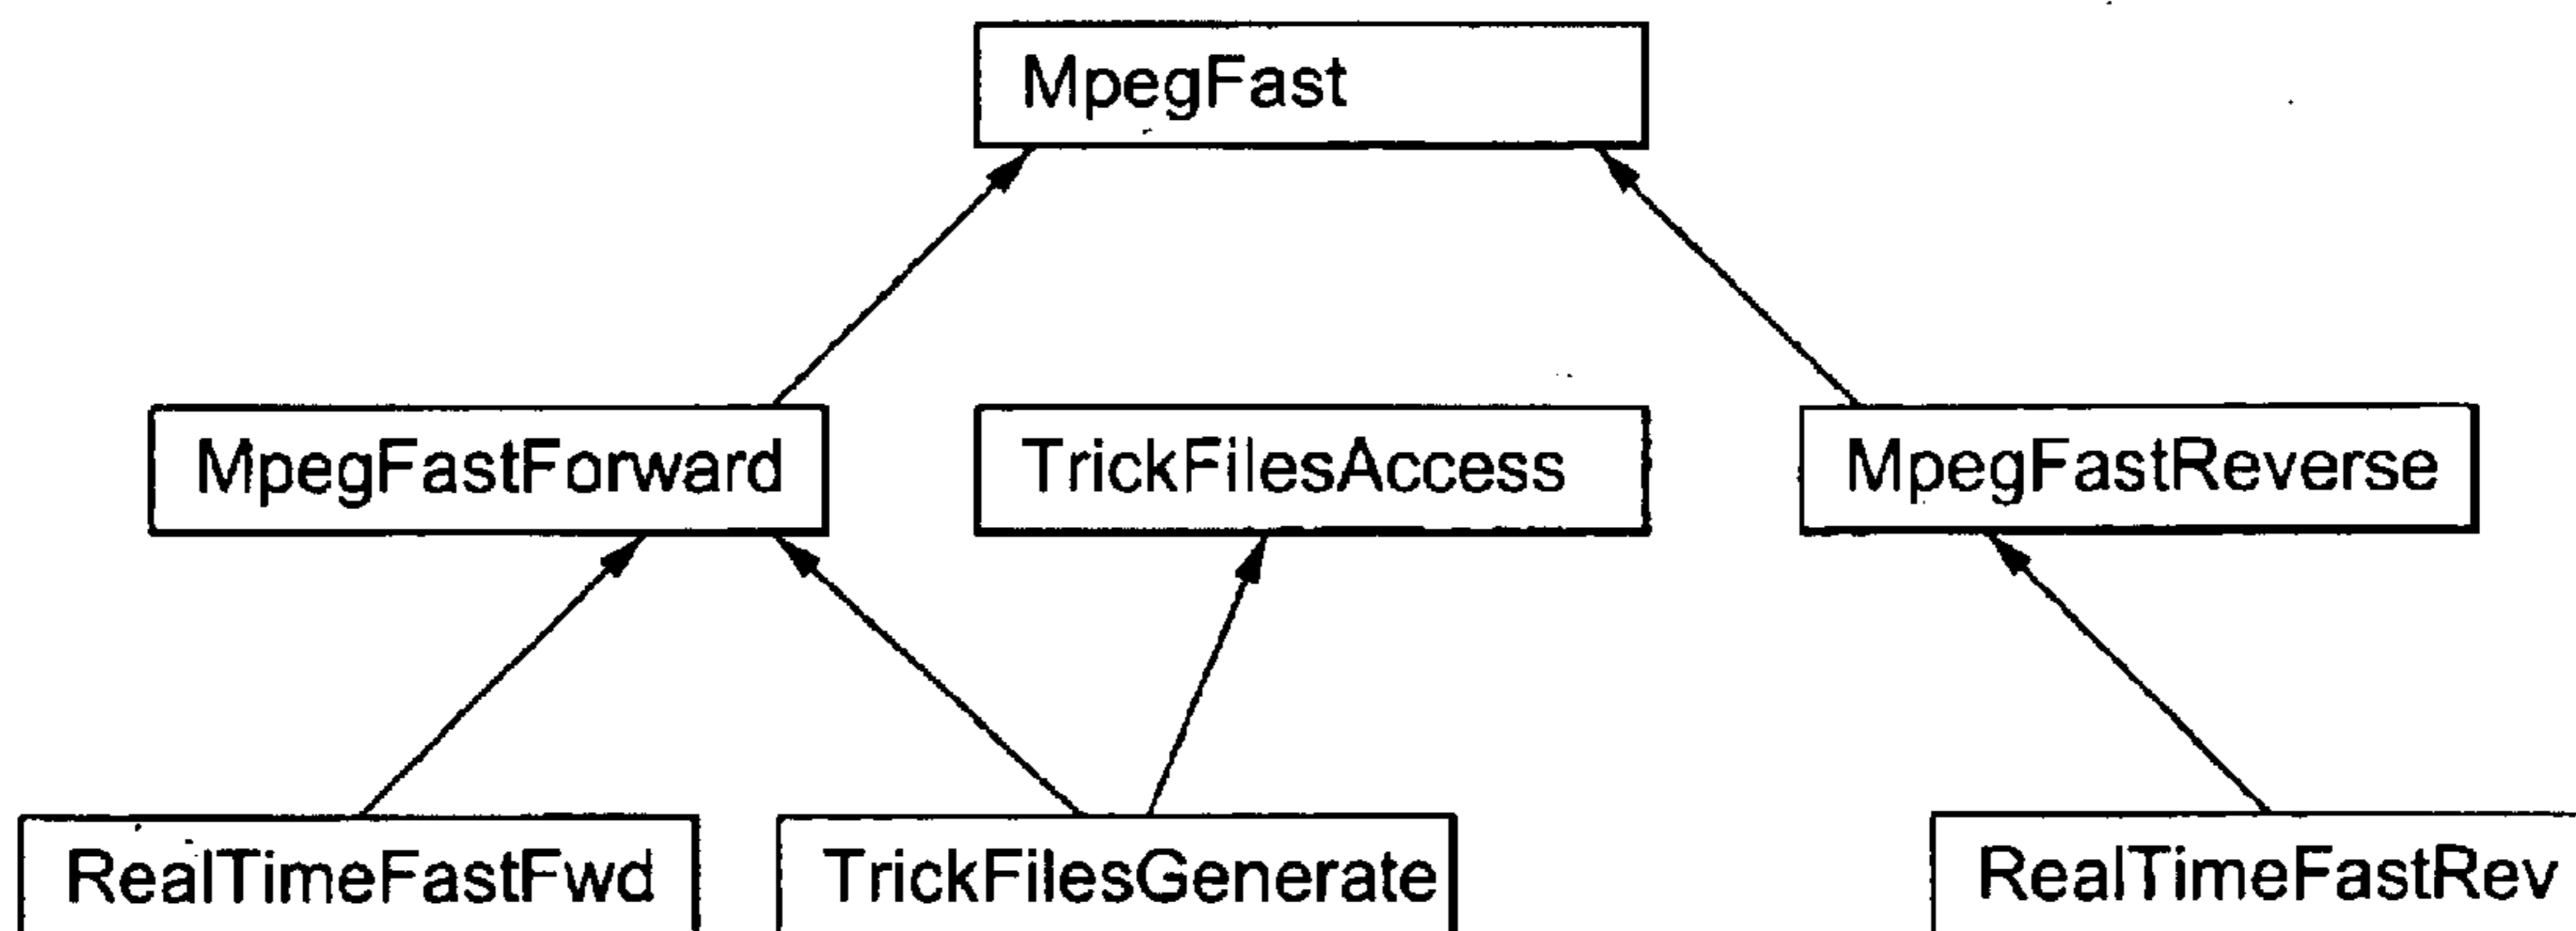 MpegFast
MpegFastForward
TrickFilesAccess
MpegFastReverse
RealTimeFastFwd
TrickFilesGenerate
RealTimeFastRev